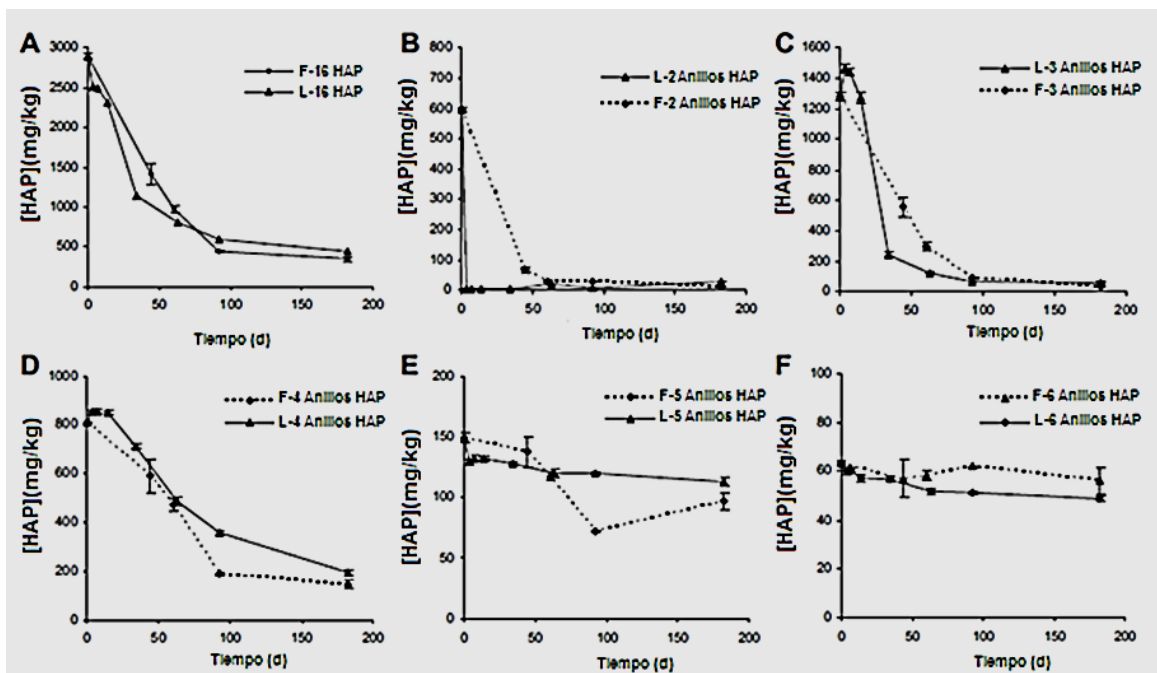 A
3000
2500
2000
1500
1000
500
0
[HAP](mg/kg)
F-16 HAP
L-16 HAP
0 50 100 150 200
Tiempo (d)
B
800
700
600
500
400
300
200
100
0
[HAP](mg/kg)
L-2 Anillos HAP
F-2 Anillos HAP
0 50 100 150 200
Tiempo (d)
C
1600
1400
1200
1000
800
600
400
200
0
[HAP](mg/kg)
L-3 Anillos HAP
F-3 Anillos HAP
0 50 100 150 200
Tiempo (d)
D
1000
800
600
400
200
0
[HAP](mg/kg)
F-4 Anillos HAP
L-4 Anillos HAP
0 50 100 150 200
Tiempo (d)
E
200
150
100
50
0
[HAP](mg/kg)
F-5 Anillos HAP
L-5 Anillos HAP
0 50 100 150 200
Tiempo (d)
F
100
80
60
40
20
0
[HAP](mg/kg)
F-6 Anillos HAP
L-6 Anillos HAP
0 50 100 150 200
Tiempo (d)